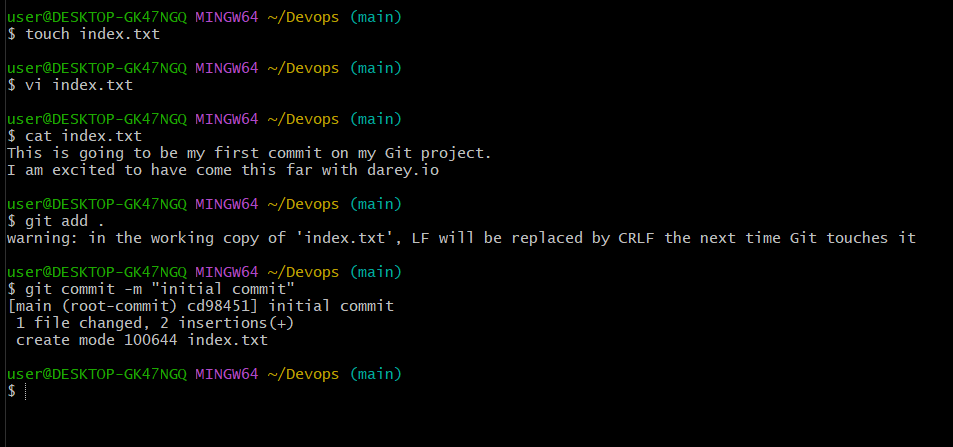 user@DESKTOP-GK47NGQ MINGW64 ~/Devops (main)
$ touch index.txt
user@DESKTOP-GK47NGQ MINGW64 ~/Devops (main)
$ vi index.txt
user@DESKTOP-GK47NGQ MINGW64 ~/Devops (main)
$ cat index.txt
This is going to be my first commit on my Git project.
I am excited to have come this far with darey.io
user@DESKTOP-GK47NGQ MINGW64 ~/Devops (main)
$ git add .
warning: in the working copy of 'index.txt', LF will be replaced by CRLF the next time Git touches it
user@DESKTOP-GK47NGQ MINGW64 ~/Devops (main)
$ git commit -m "initial commit"
[main (root-commit) cd98451] initial commit
 1 file changed, 2 insertions(+)
 create mode 100644 index.txt
user@DESKTOP-GK47NGQ MINGW64 ~/Devops (main)
$